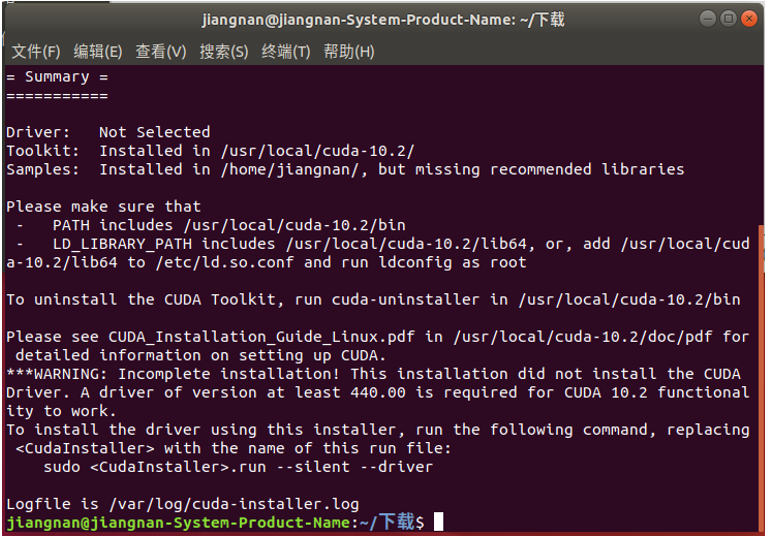 jiangnan@jiangnan-System-Product-Name: ~/下载
文件(F) 编辑(E) 查看(V) 搜索(S) 终端(T) 帮助(H)
= Summary =
===========
Driver:   Not Selected
Toolkit:  Installed in /usr/local/cuda-10.2/
Samples:  Installed in /home/jiangnan/, but missing recommended libraries
Please make sure that
 -   PATH includes /usr/local/cuda-10.2/bin
 -   LD_LIBRARY_PATH includes /usr/local/cuda-10.2/lib64, or, add /usr/local/cud
a-10.2/lib64 to /etc/ld.so.conf and run ldconfig as root
To uninstall the CUDA Toolkit, run cuda-uninstaller in /usr/local/cuda-10.2/bin
Please see CUDA_Installation_Guide_Linux.pdf in /usr/local/cuda-10.2/doc/pdf for
 detailed information on setting up CUDA.
***WARNING: Incomplete installation! This installation did not install the CUDA
Driver. A driver of version at least 440.00 is required for CUDA 10.2 functional
ity to work.
To install the driver using this installer, run the following command, replacing
 <CudaInstaller> with the name of this run file:
    sudo <CudaInstaller>.run --silent --driver
Logfile is /var/log/cuda-installer.log
jiangnan@jiangnan-System-Product-Name:~/下载$